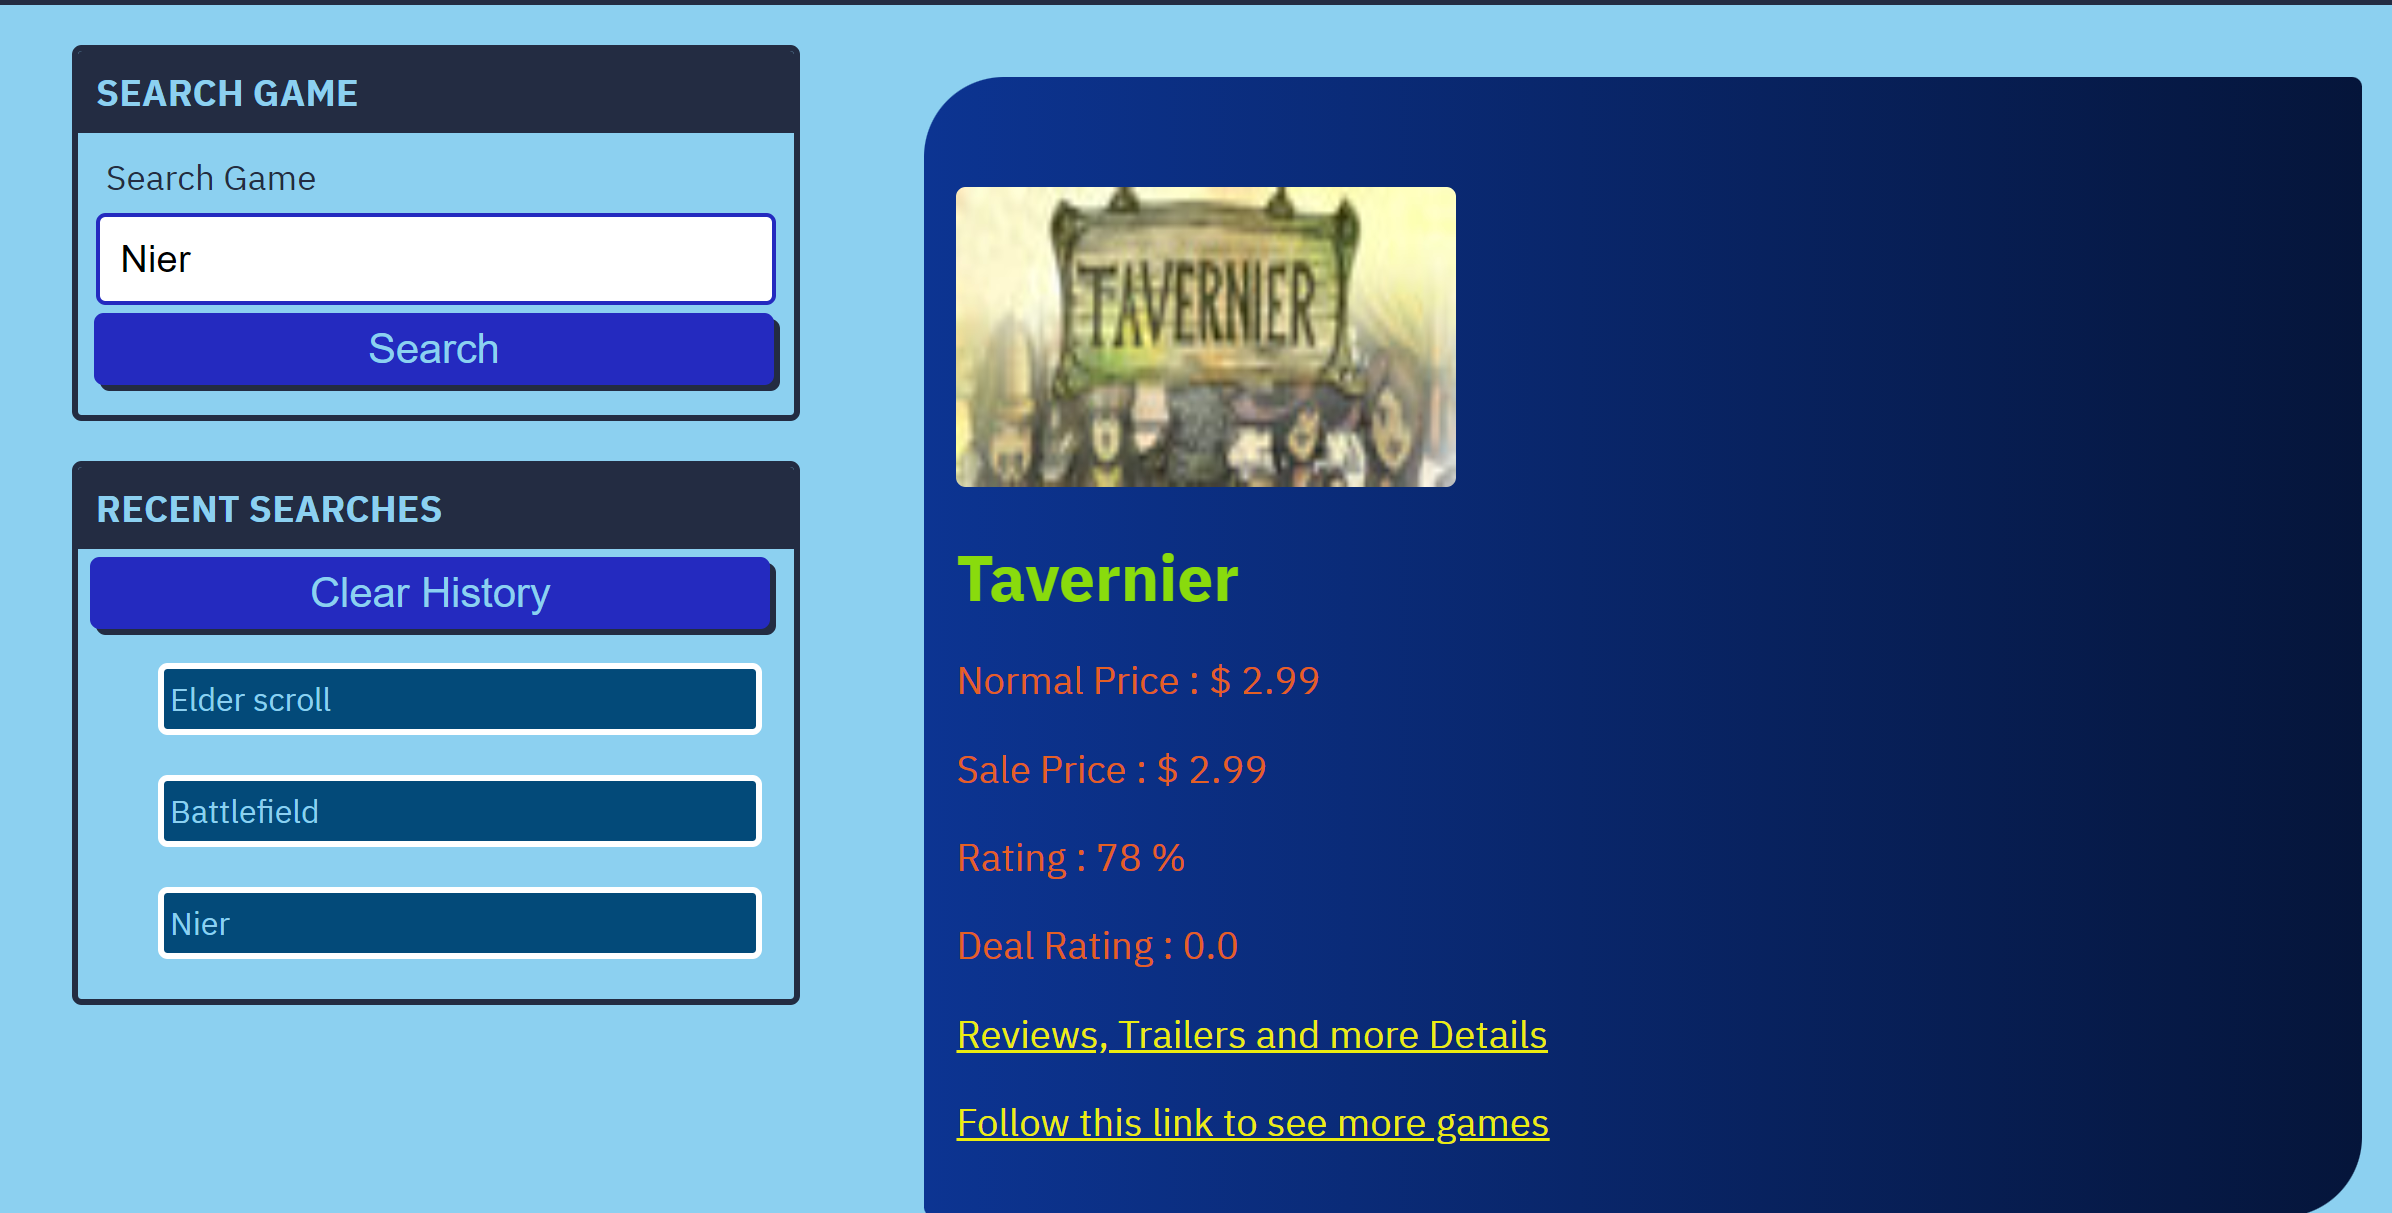 SEARCH GAME
Search Game
Nier
Search
RECENT SEARCHES
Clear History
Elder scroll
Battlefield
Nier
TAVERNIER
Tavernier
Normal Price : $ 2.99
Sale Price : $ 2.99
Rating : 78 %
Deal Rating : 0.0
Reviews, Trailers and more Details
Follow this link to see more games